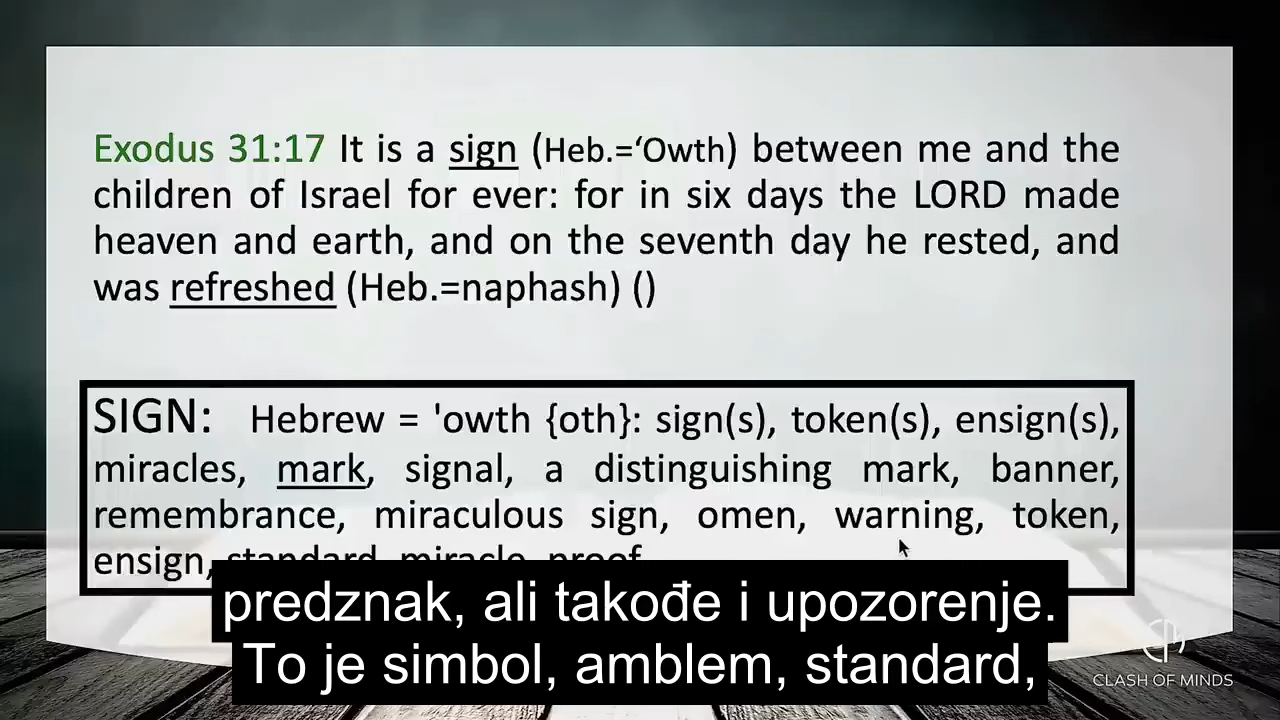 Exodus 31:17 It is a sign (Heb.=‘Owth) between me and the
children of Israel for ever: for in six days the LORD made
heaven and earth, and on the seventh day he rested, and
was refreshed (Heb.=naphash) ()
SIGN: Hebrew = 'owth {oth}: sign(s), token(s), ensign(s),
miracles, mark, signal, a distinguishing mark, banner,
remembrance, miraculous sign, omen, warning, token,
ensign, standard, miracle, proof
predznak, ali takođe i upozorenje.
To je simbol, amblem, standard,
CLASH OF MINDS